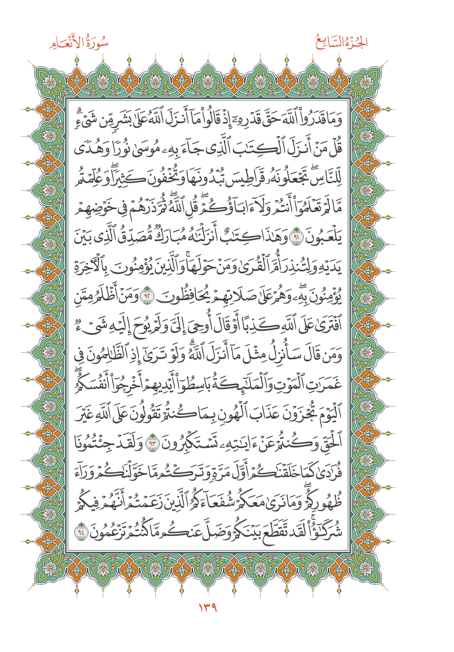 الجُزْءُ السَّابِعُ
سُورَةُ الأَنْعَامِ
وَمَا قَدَرُوا۟ ٱللَّهَ حَقَّ قَدْرِهِۦٓ إِذْ قَالُوا۟ مَآ أَنزَلَ ٱللَّهُ عَلَىٰ بَشَرٍ مِّن شَىْءٍ ۗ
قُلْ مَنْ أَنزَلَ ٱلْكِتَـٰبَ ٱلَّذِى جَآءَ بِهِۦ مُوسَىٰ نُورًا وَهُدًى
لِّلنَّاسِ ۖ تَجْعَلُونَهُۥ قَرَاطِيسَ تُبْدُونَهَا وَتُخْفُونَ كَثِيرًا ۖ وَعُلِّمْتُم
مَّا لَمْ تَعْلَمُوٓا۟ أَنتُمْ وَلَآ ءَابَآؤُكُمْ ۖ قُلِ ٱللَّهُ ۖ ثُمَّ ذَرْهُمْ فِى خَوْضِهِمْ
يَلْعَبُونَ ۝٩١ وَهَـٰذَا كِتَـٰبٌ أَنزَلْنَـٰهُ مُبَارَكٌ مُّصَدِّقُ ٱلَّذِى بَيْنَ
يَدَيْهِ وَلِتُنذِرَ أُمَّ ٱلْقُرَىٰ وَمَنْ حَوْلَهَا ۚ وَٱلَّذِينَ يُؤْمِنُونَ بِٱلْـَٔاخِرَةِ
يُؤْمِنُونَ بِهِۦ ۖ وَهُمْ عَلَىٰ صَلَاتِهِمْ يُحَافِظُونَ ۝٩٢ وَمَنْ أَظْلَمُ مِمَّنِ
ٱفْتَرَىٰ عَلَى ٱللَّهِ كَذِبًا أَوْ قَالَ أُوحِىَ إِلَىَّ وَلَمْ يُوحَ إِلَيْهِ شَىْءٌ
وَمَن قَالَ سَأُنزِلُ مِثْلَ مَآ أَنزَلَ ٱللَّهُ ۗ وَلَوْ تَرَىٰٓ إِذِ ٱلظَّـٰلِمُونَ فِى
غَمَرَٰتِ ٱلْمَوْتِ وَٱلْمَلَـٰٓئِكَةُ بَاسِطُوٓا۟ أَيْدِيهِمْ أَخْرِجُوٓا۟ أَنفُسَكُمُ ۖ
ٱلْيَوْمَ تُجْزَوْنَ عَذَابَ ٱلْهُونِ بِمَا كُنتُمْ تَقُولُونَ عَلَى ٱللَّهِ غَيْرَ
ٱلْحَقِّ وَكُنتُمْ عَنْ ءَايَـٰتِهِۦ تَسْتَكْبِرُونَ ۝٩٣ وَلَقَدْ جِئْتُمُونَا
فُرَٰدَىٰ كَمَا خَلَقْنَـٰكُمْ أَوَّلَ مَرَّةٍ وَتَرَكْتُم مَّا خَوَّلْنَـٰكُمْ وَرَآءَ
ظُهُورِكُمْ ۖ وَمَا نَرَىٰ مَعَكُمْ شُفَعَآءَكُمُ ٱلَّذِينَ زَعَمْتُمْ أَنَّهُمْ فِيكُمْ
شُرَكَـٰٓؤُا۟ ۚ لَقَد تَّقَطَّعَ بَيْنَكُمْ وَضَلَّ عَنكُم مَّا كُنتُمْ تَزْعُمُونَ ۝٩٤
١٣٩